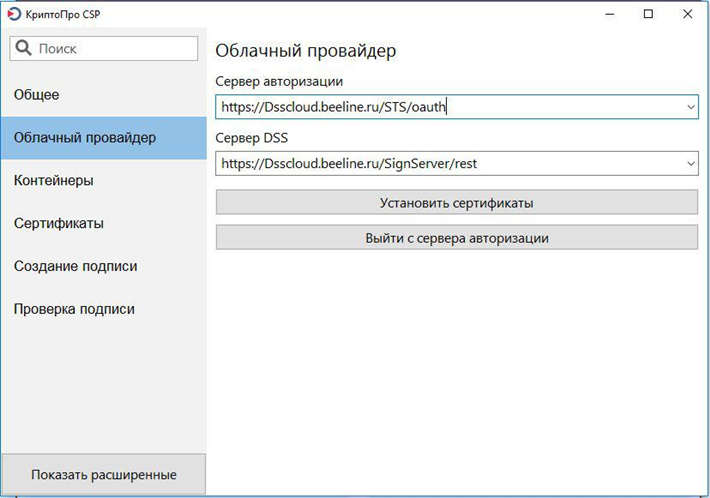 КриптоПро CSP
Поиск
Общее
Облачный провайдер
Контейнеры
Сертификаты
Создание подписи
Проверка подписи
Показать расширенные
Облачный провайдер
Сервер авторизации
https://Dsscloud.beeline.ru/STS/oauth
Сервер DSS
https://Dsscloud.beeline.ru/SignServer/rest
Установить сертификаты
Выйти с сервера авторизации